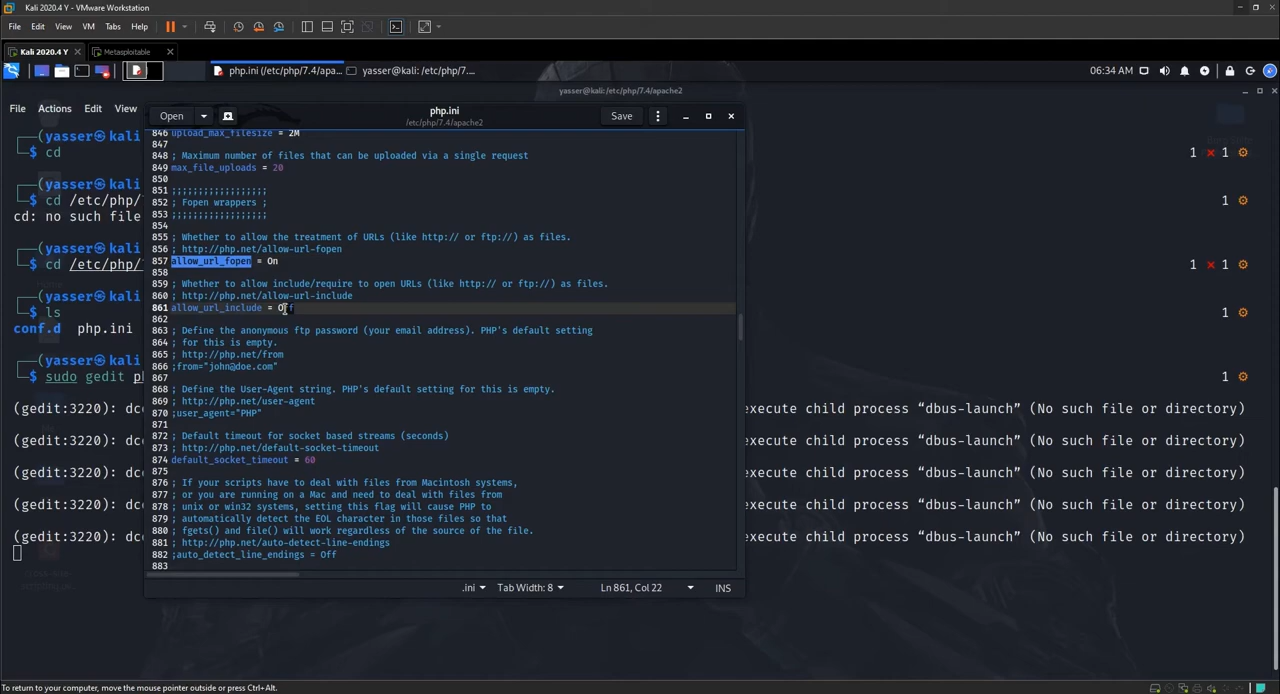 Kali 2020.4 Y - VMware Workstation
File Edit View VM Tabs Help
Kali 2020.4 Y Metasploitable
php.ini (/etc/php/7.4/apa... yasser@kali: /etc/php/7... 06:34 AM
yasser@kali:/etc/php/7.4/apache2
File Actions Edit View
Open php.ini Save
/etc/php/7.4/apache2
846 upload_max_filesize = 2M
847
848 ; Maximum number of files that can be uploaded via a single request
849 max_file_uploads = 20
850
851 ;;;;;;;;;;;;;;;;;;
852 ; Fopen wrappers ;
853 ;;;;;;;;;;;;;;;;;;
854
855 ; Whether to allow the treatment of URLs (like http:// or ftp://) as files.
856 ; http://php.net/allow-url-fopen
857 allow_url_fopen = On
858
859 ; Whether to allow include/require to open URLs (like http:// or ftp://) as files.
860 ; http://php.net/allow-url-include
861 allow_url_include = Off
862
863 ; Define the anonymous ftp password (your email address). PHP's default setting
864 ; for this is empty.
865 ; http://php.net/from
866 ;from="john@doe.com"
867
868 ; Define the User-Agent string. PHP's default setting for this is empty.
869 ; http://php.net/user-agent
870 ;user_agent="PHP"
871
872 ; Default timeout for socket based streams (seconds)
873 ; http://php.net/default-socket-timeout
874 default_socket_timeout = 60
875
876 ; If your scripts have to deal with files from Macintosh systems,
877 ; or you are running on a Mac and need to deal with files from
878 ; unix or win32 systems, setting this flag will cause PHP to
879 ; automatically detect the EOL character in those files so that
880 ; fgets() and file() will work regardless of the source of the file.
881 ; http://php.net/auto-detect-line-endings
882 ;auto_detect_line_endings = Off
883
.ini Tab Width: 8 Ln 861, Col 22 INS
(yasser㉿kali
$ cd
1 ⨯ 1 ⚙
(yasser㉿kali
$ cd /etc/php/
1 ⚙
cd: no such file
(yasser㉿kali
$ cd /etc/php/
1 ⨯ 1 ⚙
(yasser㉿kali
$ ls
1 ⚙
conf.d php.ini
(yasser㉿kali
$ sudo gedit p
1 ⚙
(gedit:3220): dc execute child process “dbus-launch” (No such file or directory)
(gedit:3220): dc execute child process “dbus-launch” (No such file or directory)
(gedit:3220): dc execute child process “dbus-launch” (No such file or directory)
(gedit:3220): dc execute child process “dbus-launch” (No such file or directory)
(gedit:3220): dc execute child process “dbus-launch” (No such file or directory)
To return to your computer, move the mouse pointer outside or press Ctrl+Alt.